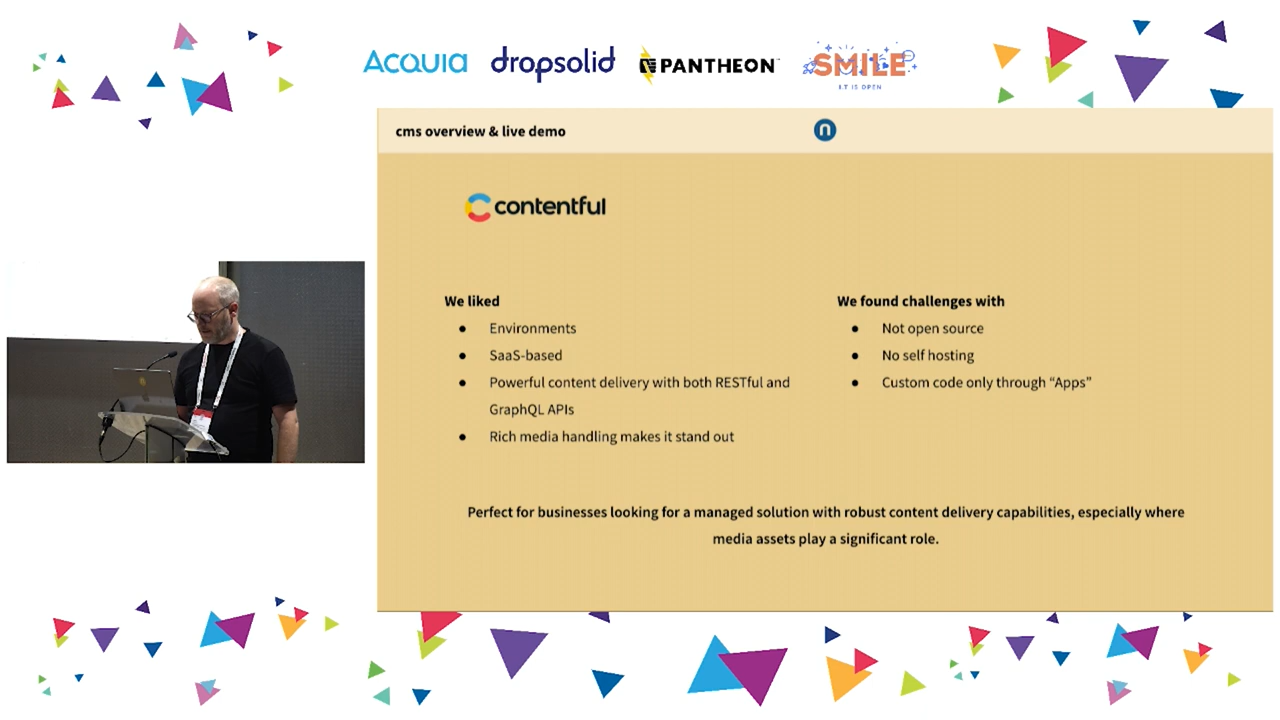 Acquia
dropsolid
PANTHEON
SMILE
I.T IS OPEN
cms overview & live demo
n
contentful
We liked
● Environments
● SaaS-based
● Powerful content delivery with both RESTful and
GraphQL APIs
● Rich media handling makes it stand out
We found challenges with
● Not open source
● No self hosting
● Custom code only through “Apps”
Perfect for businesses looking for a managed solution with robust content delivery capabilities, especially where
media assets play a significant role.